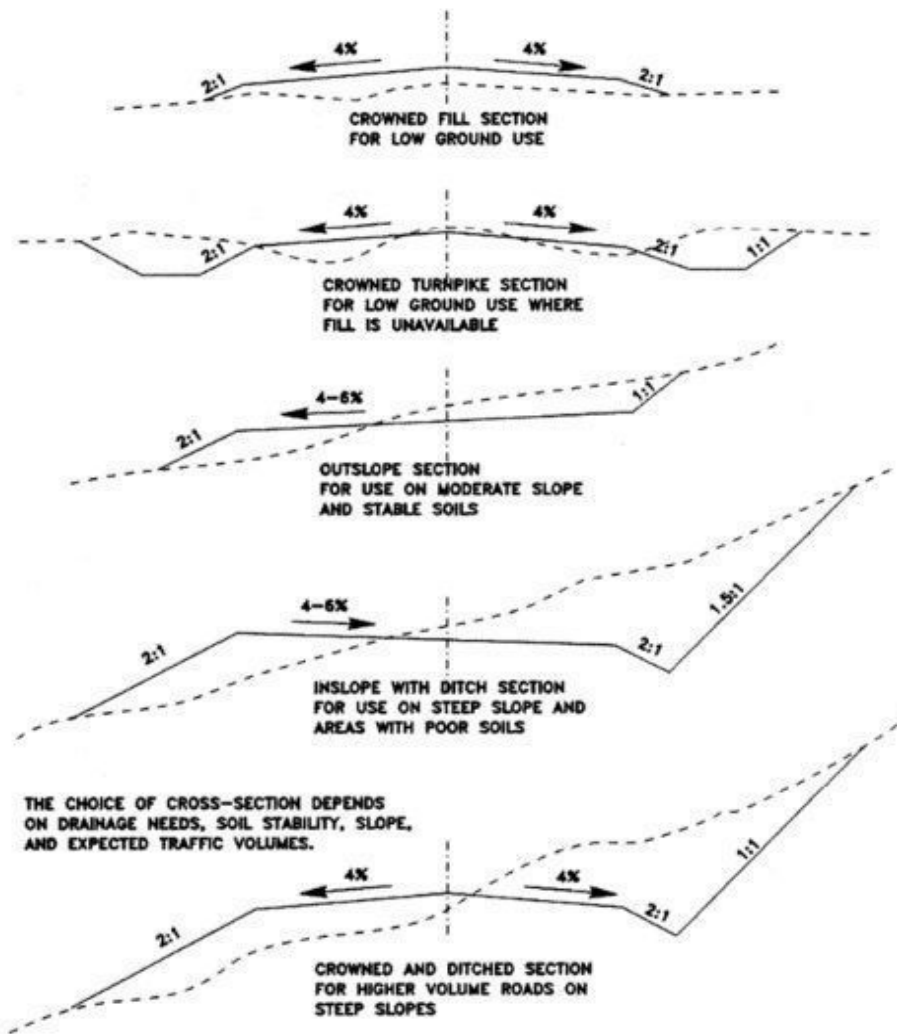 4% 4%
2:1 2:1
CROWNED FILL SECTION
FOR LOW GROUND USE
4% 4%
2:1 2:1 1:1
CROWNED TURNPIKE SECTION
FOR LOW GROUND USE WHERE
FILL IS UNAVAILABLE
4-6% 1:1
2:1
OUTSLOPE SECTION
FOR USE ON MODERATE SLOPE
AND STABLE SOILS
4-6% 1.5:1
2:1 2:1
INSLOPE WITH DITCH SECTION
FOR USE ON STEEP SLOPE AND
AREAS WITH POOR SOILS
THE CHOICE OF CROSS-SECTION DEPENDS
ON DRAINAGE NEEDS, SOIL STABILITY, SLOPE,
AND EXPECTED TRAFFIC VOLUMES.
4% 4% 1:1
2:1 2:1
CROWNED AND DITCHED SECTION
FOR HIGHER VOLUME ROADS ON
STEEP SLOPES